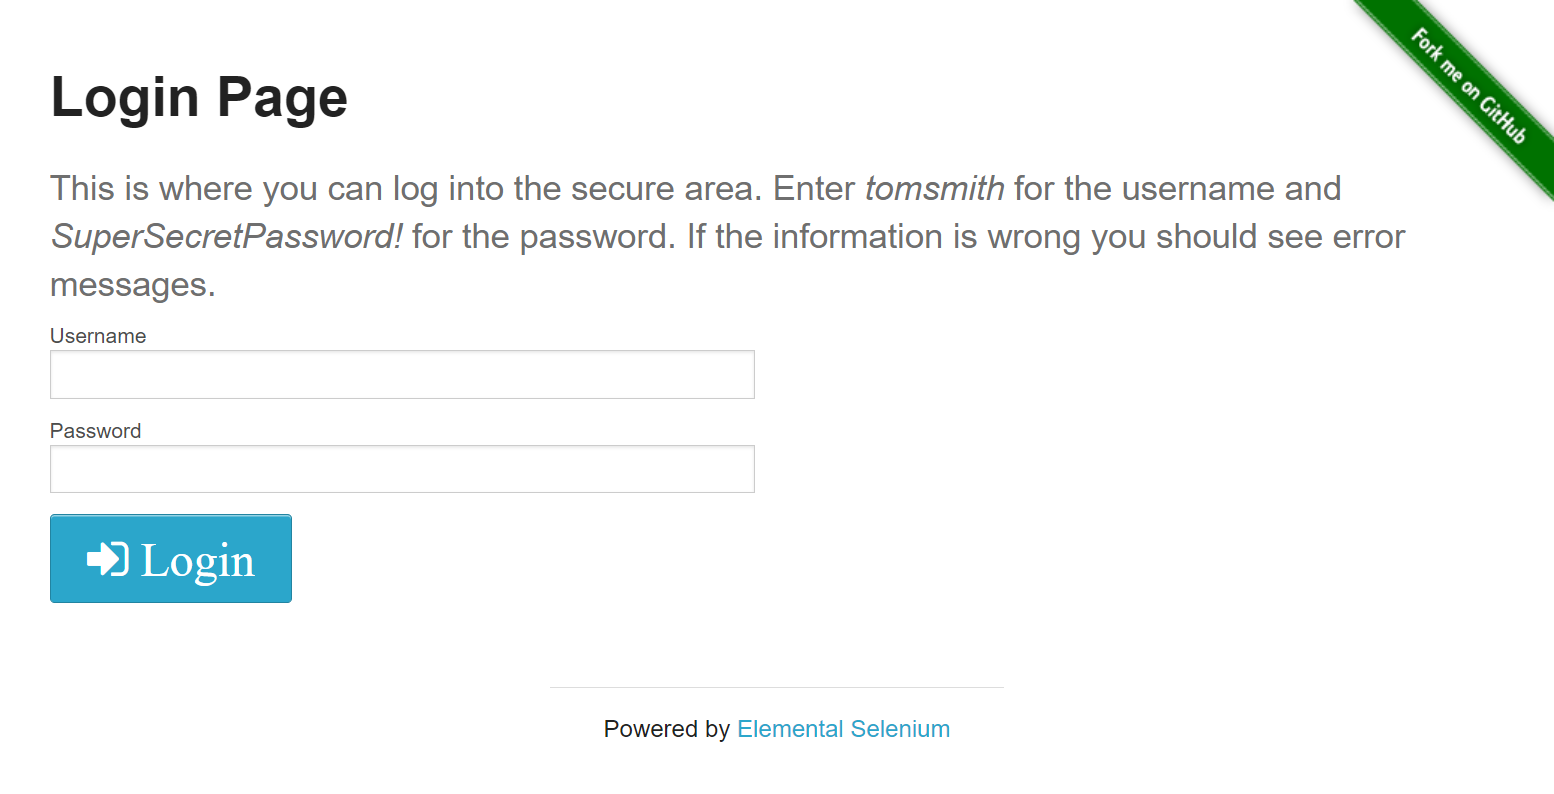 Fork me on GitHub
Login Page
This is where you can log into the secure area. Enter tomsmith for the username and
SuperSecretPassword! for the password. If the information is wrong you should see error
messages.
Username
Password
Login
Powered by Elemental Selenium